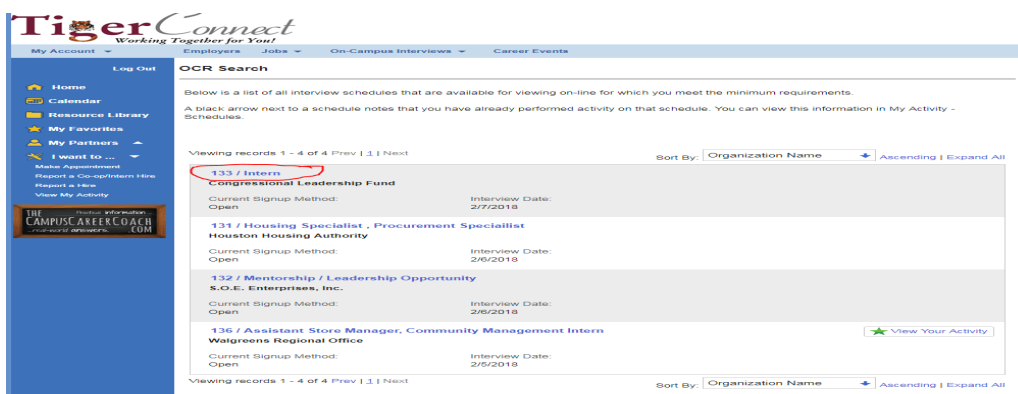 TigerConnect
Working Together for You!
My Account Employers Jobs On-Campus Interviews Career Events
Log Out
OCR Search
Home
Calendar
Resource Library
My Favorites
My Partners
I want to ...
Make Appointment
Report a Co-op/Intern Hire
Report a Hire
View My Activity
THE Practical information...
CAMPUSCAREERCOACH
...real-world answers. .COM
Below is a list of all interview schedules that are available for viewing on-line for which you meet the minimum requirements.
A black arrow next to a schedule notes that you have already performed activity on that schedule. You can view this information in My Activity -
Schedules.
Viewing records 1 - 4 of 4 Prev | 1 | Next
Sort By: Organization Name Ascending | Expand All
133 / Intern
Congressional Leadership Fund
Current Signup Method: Interview Date:
Open 2/7/2018
131 / Housing Specialist , Procurement Speciailist
Houston Housing Authority
Current Signup Method: Interview Date:
Open 2/6/2018
132 / Mentorship / Leadership Opportunity
S.O.E. Enterprises, Inc.
Current Signup Method: Interview Date:
Open 2/6/2018
136 / Assistant Store Manager, Community Management Intern
View Your Activity
Walgreens Regional Office
Current Signup Method: Interview Date:
Open 2/5/2018
Viewing records 1 - 4 of 4 Prev | 1 | Next
Sort By: Organization Name Ascending | Expand All